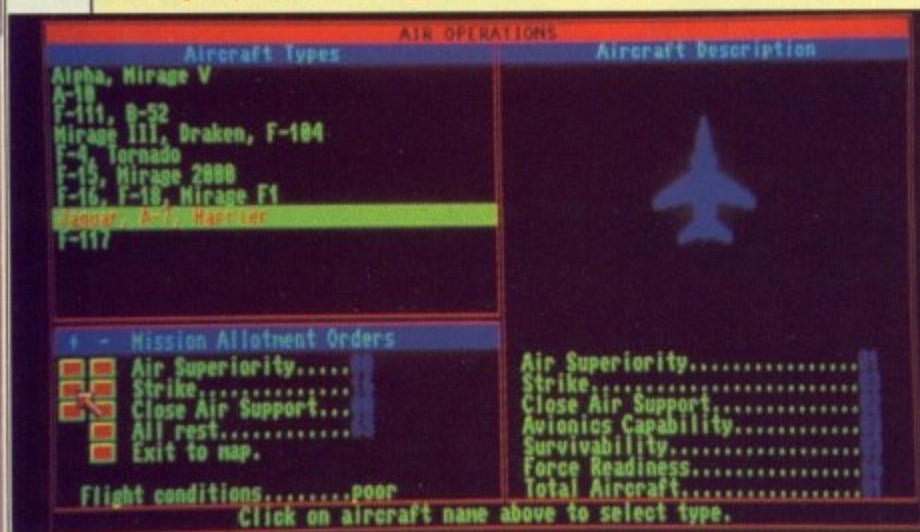 AIR OPERATIONS
Aircraft Types
Alpha, Mirage V
A-10
F-111, B-52
Mirage III, Draken, F-104
F-4, Tornado
F-15, Mirage 2000
F-16, F-18, Mirage F1
Jaguar, A-7, Harrier
F-117
Aircraft Description
+ - Mission Allotment Orders
Air Superiority.....
Strike..............
Close Air Support...
All rest............
Exit to map.
Flight conditions........poor
Air Superiority................
Strike.........................
Close Air Support..............
Avionics Capability............
Survivability..................
Force Readiness................
Total Aircraft.................
Click on aircraft name above to select type.